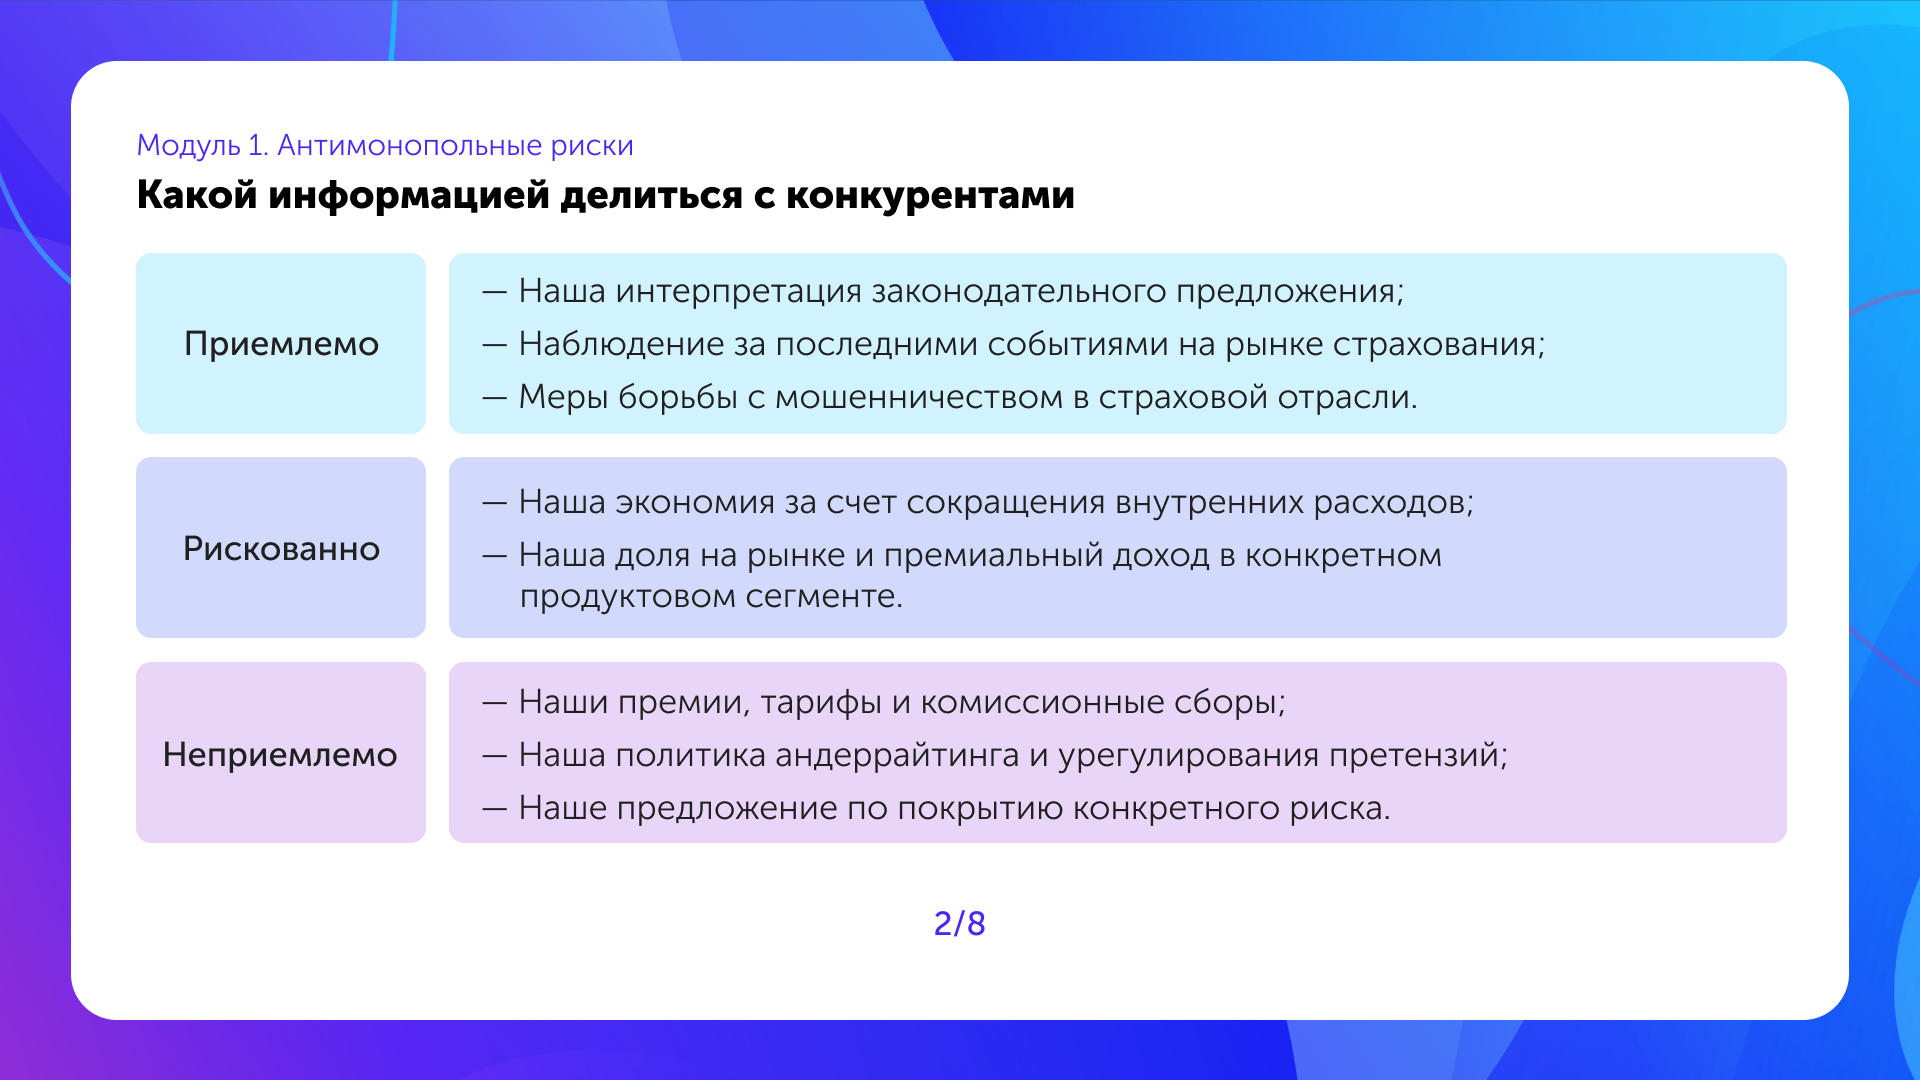 Модуль 1. Антимонопольные риски
Какой информацией делиться с конкурентами
Приемлемо
— Наша интерпретация законодательного предложения;
— Наблюдение за последними событиями на рынке страхования;
— Меры борьбы с мошенничеством в страховой отрасли.
Рискованно
— Наша экономия за счет сокращения внутренних расходов;
— Наша доля на рынке и премиальный доход в конкретном
продуктовом сегменте.
Неприемлемо
— Наши премии, тарифы и комиссионные сборы;
— Наша политика андеррайтинга и урегулирования претензий;
— Наше предложение по покрытию конкретного риска.
2/8